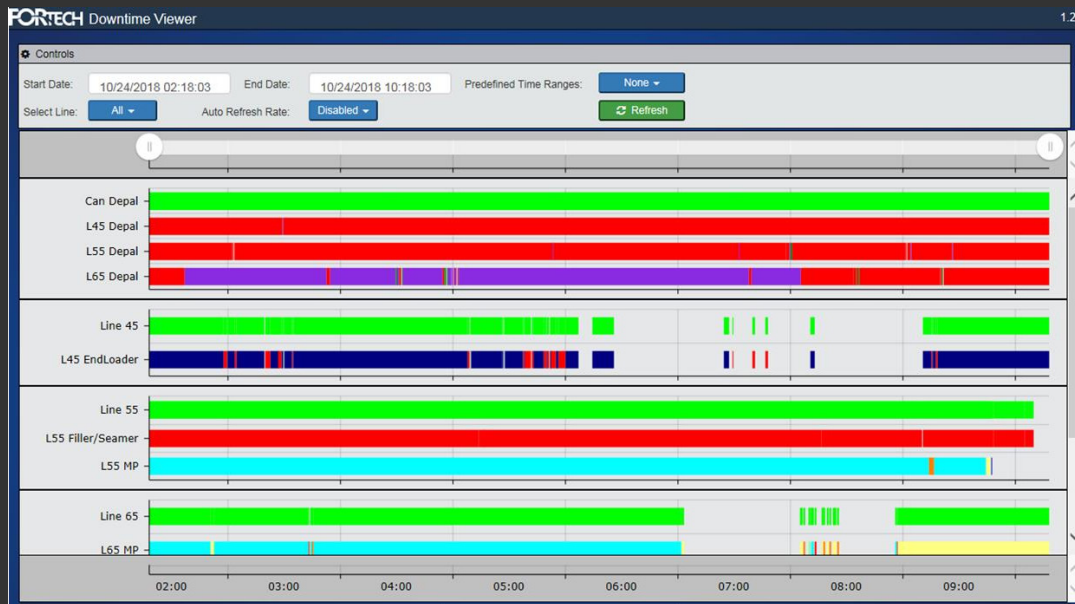 FORTECH Downtime Viewer 1.2
Controls
Start Date: 10/24/2018 02:18:03 End Date: 10/24/2018 10:18:03 Predefined Time Ranges: None
Select Line: All Auto Refresh Rate: Disabled Refresh
Can Depal
L45 Depal
L55 Depal
L65 Depal
Line 45
L45 EndLoader
Line 55
L55 Filler/Seamer
L55 MP
Line 65
L65 MP
02:00 03:00 04:00 05:00 06:00 07:00 08:00 09:00